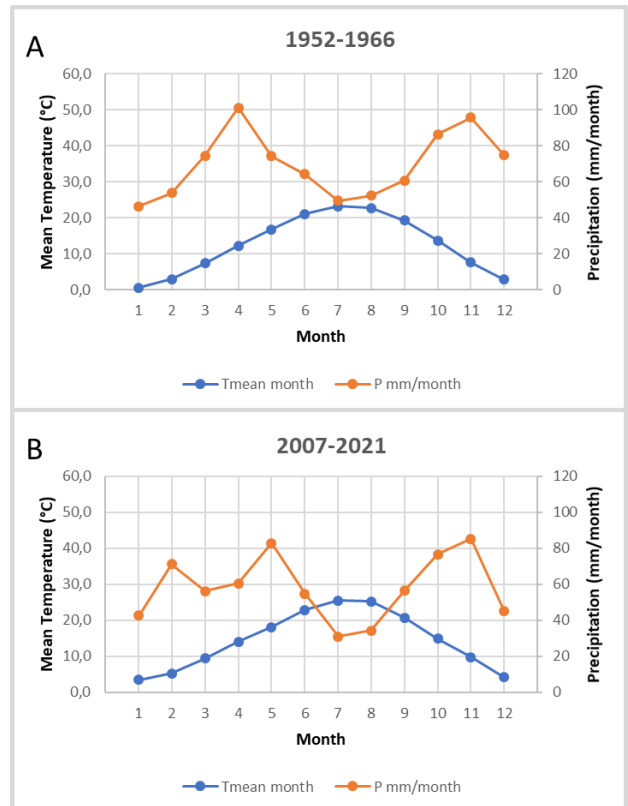 A
1952-1966
60,0
50,0
40,0
30,0
20,0
10,0
0,0
Mean Temperature (°C)
120
100
80
60
40
20
0
Precipitation (mm/month)
1 2 3 4 5 6 7 8 9 10 11 12
Month
Tmean month P mm/month
B
2007-2021
60,0
50,0
40,0
30,0
20,0
10,0
0,0
Mean Temperature (°C)
120
100
80
60
40
20
0
Precipitation (mm/month)
1 2 3 4 5 6 7 8 9 10 11 12
Month
Tmean month P mm/month